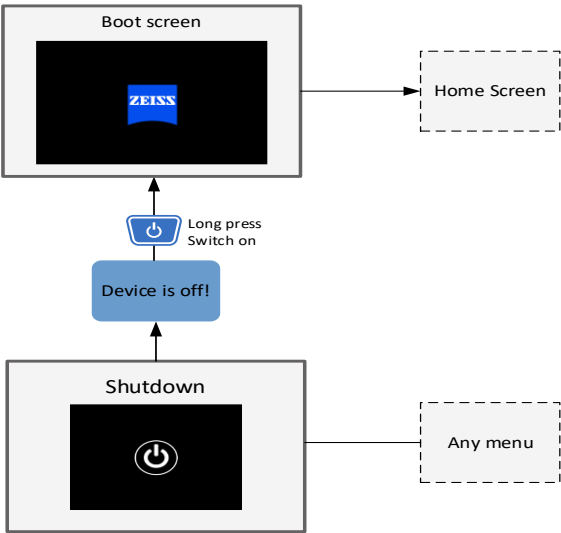 Boot screen
ZEISS
Home Screen
Long press
Switch on
Device is off!
Shutdown
Any menu